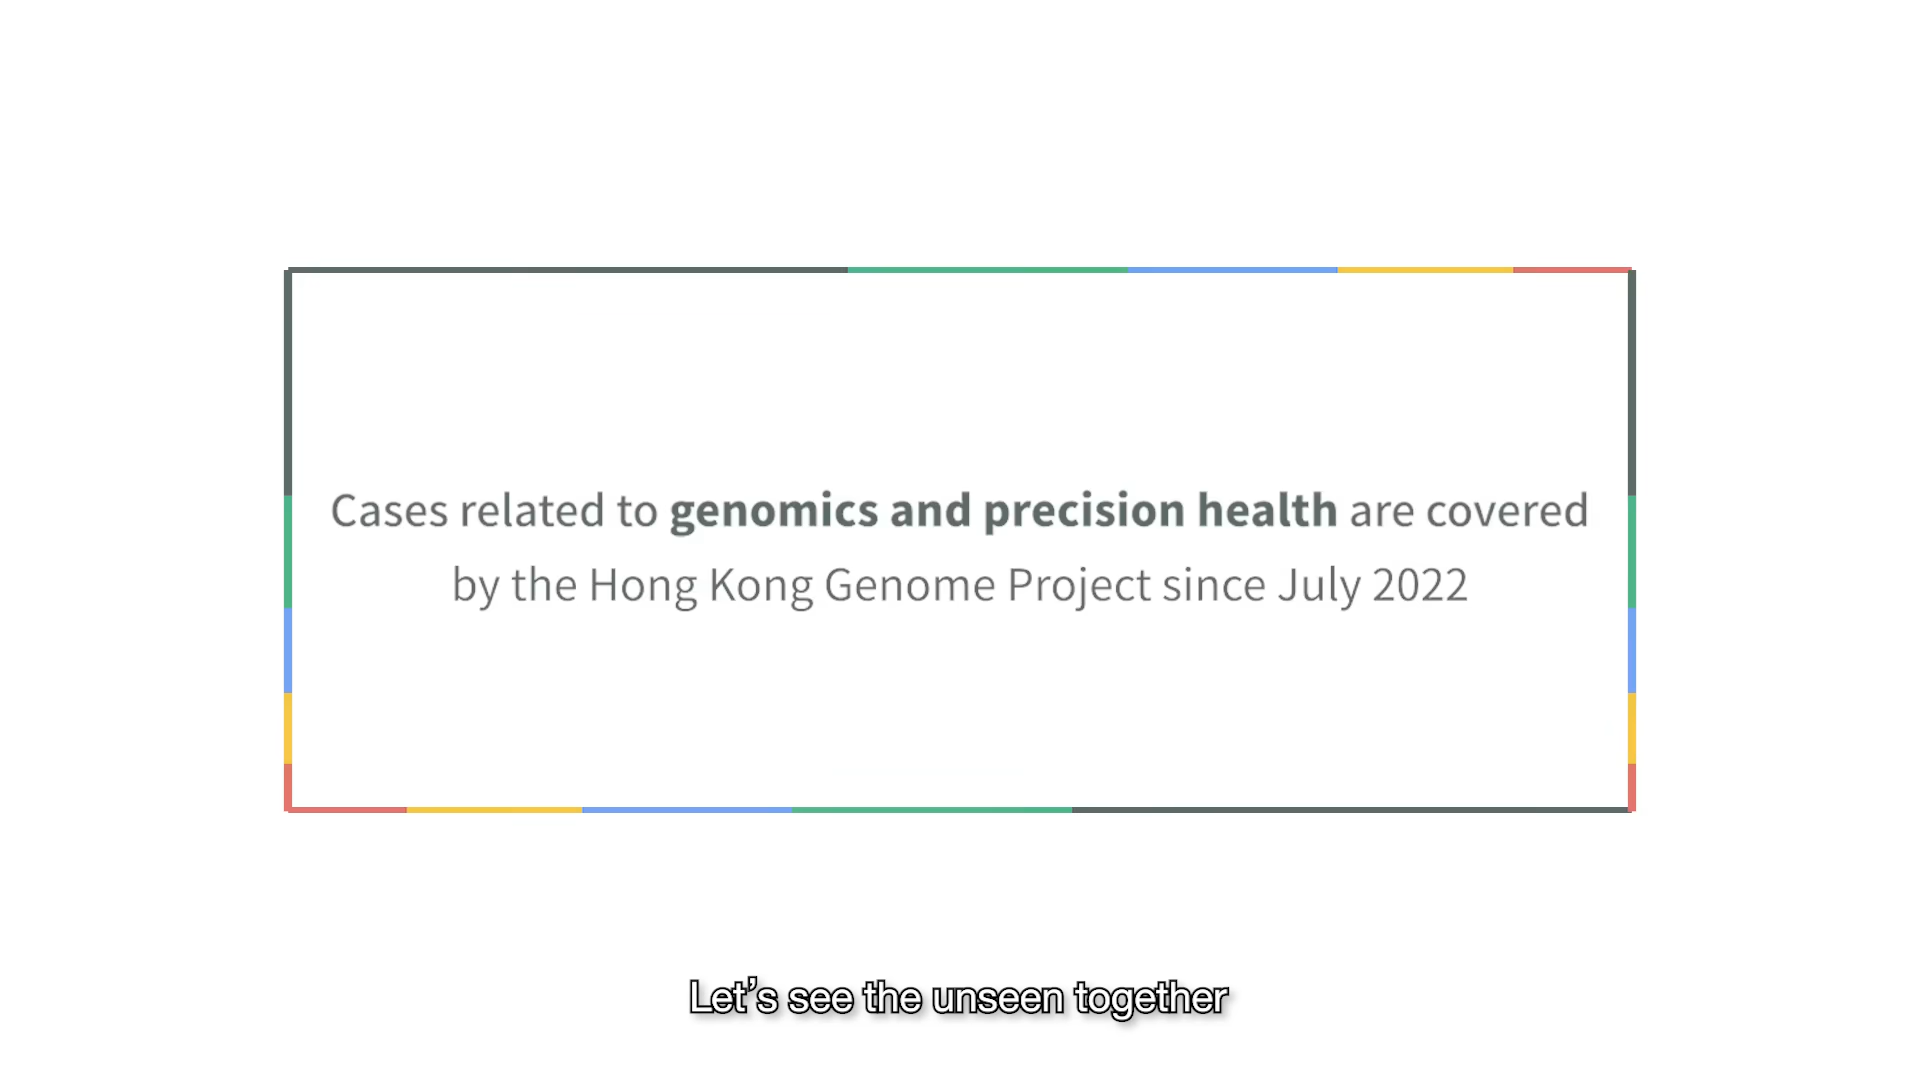 Cases related to genomics and precision health are covered
by the Hong Kong Genome Project since July 2022
Let’s see the unseen together